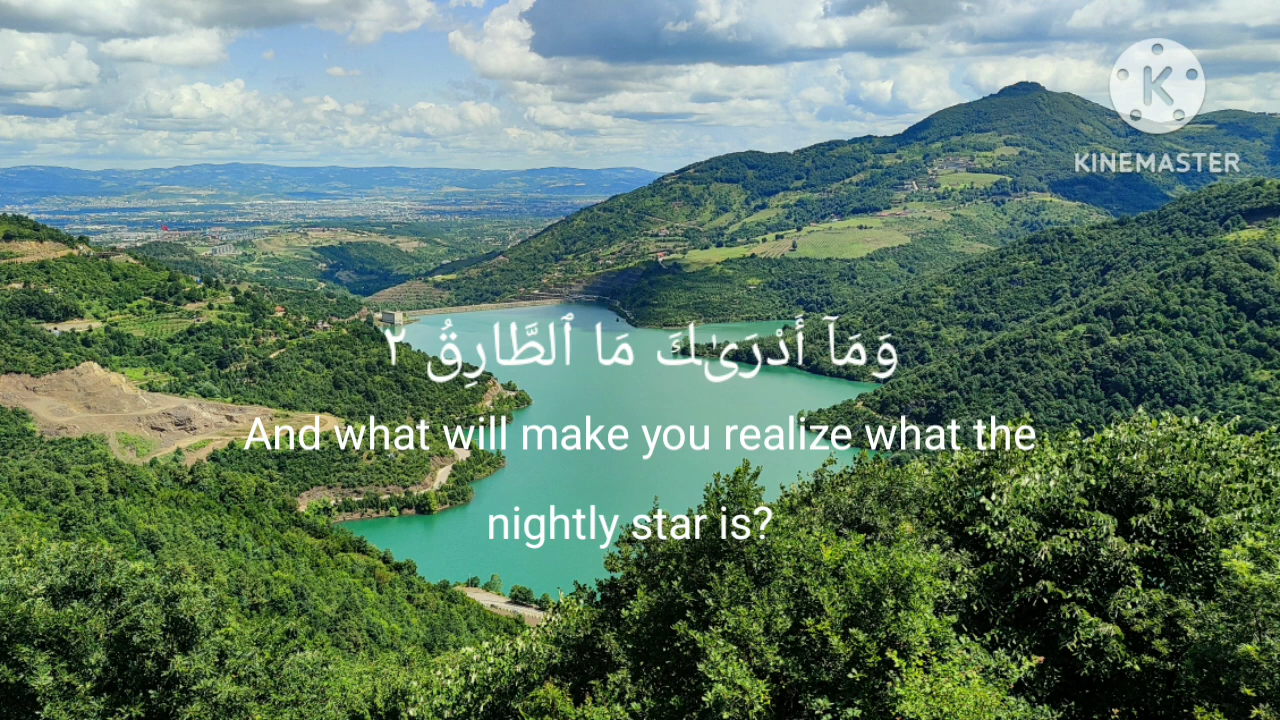 KINEMASTER
وَمَآ أَدْرَىٰكَ مَا ٱلطَّارِقُ ٢
And what will make you realize what the
nightly star is?